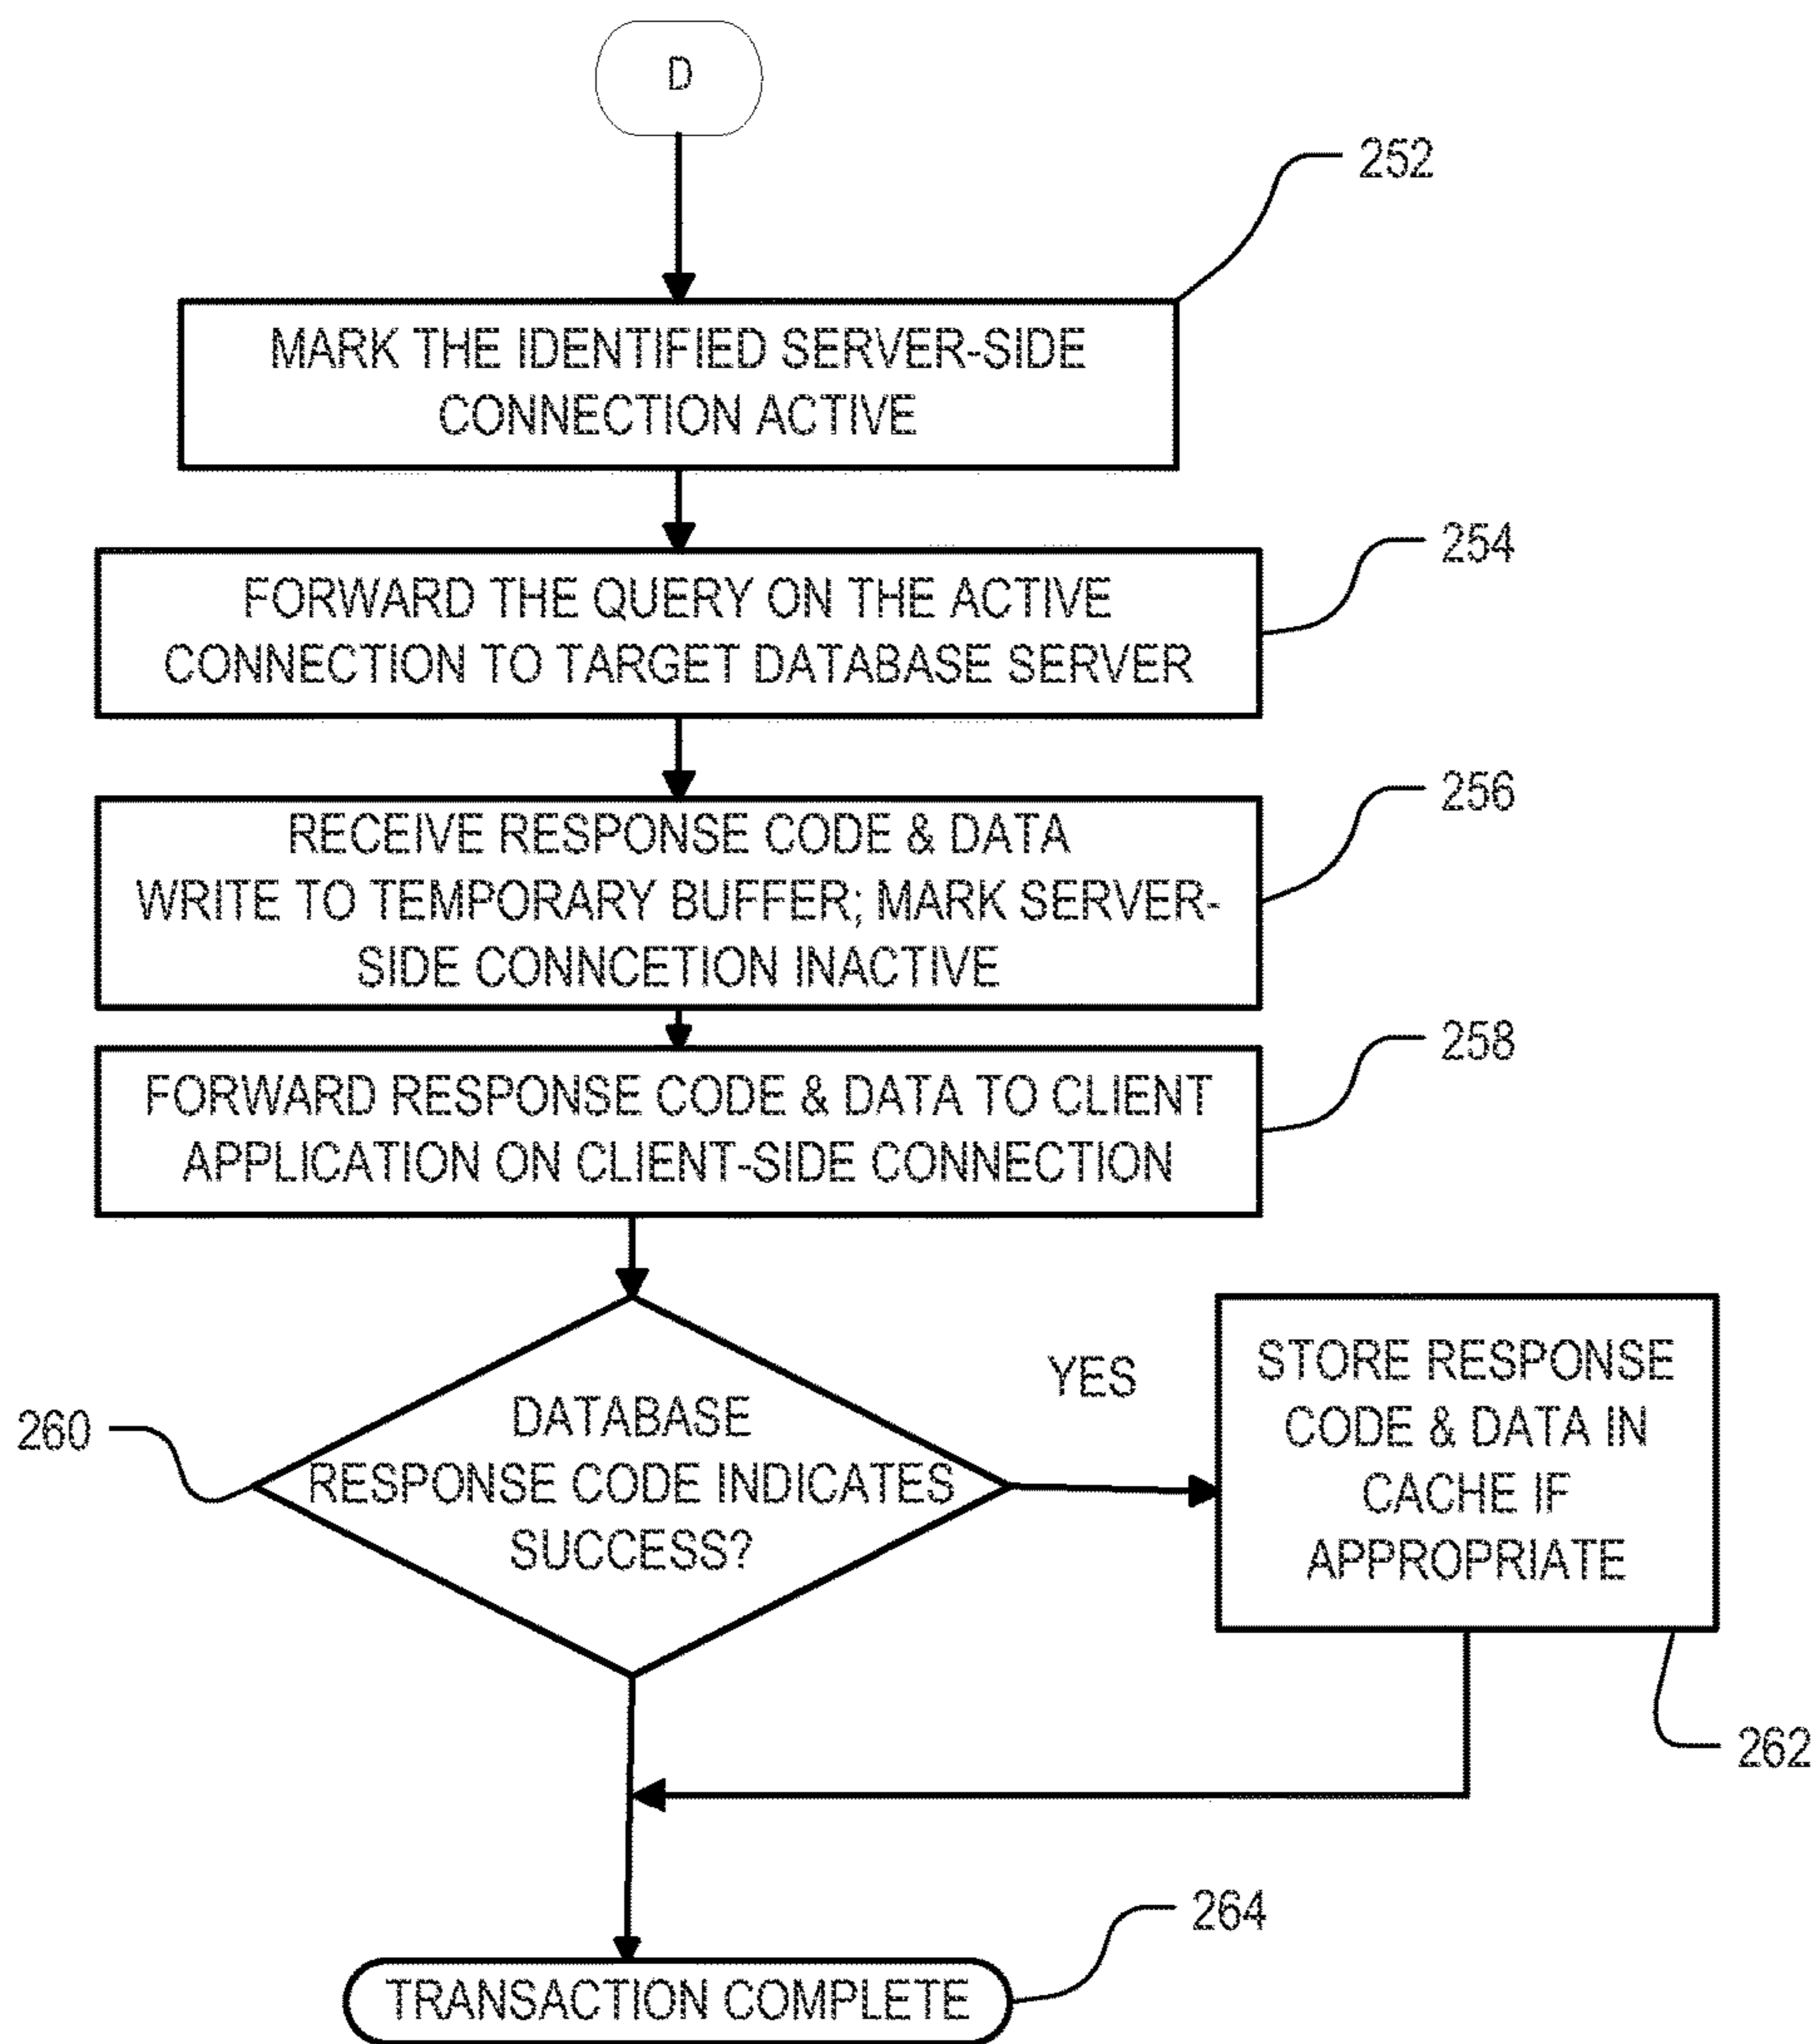 D
252
MARK THE IDENTIFIED SERVER-SIDE
CONNECTION ACTIVE
254
FORWARD THE QUERY ON THE ACTIVE
CONNECTION TO TARGET DATABASE SERVER
256
RECEIVE RESPONSE CODE & DATA
WRITE TO TEMPORARY BUFFER; MARK SERVER-
SIDE CONNCETION INACTIVE
258
FORWARD RESPONSE CODE & DATA TO CLIENT
APPLICATION ON CLIENT-SIDE CONNECTION
260
DATABASE
RESPONSE CODE INDICATES
SUCCESS?
YES
STORE RESPONSE
CODE & DATA IN
CACHE IF
APPROPRIATE
262
264
TRANSACTION COMPLETE